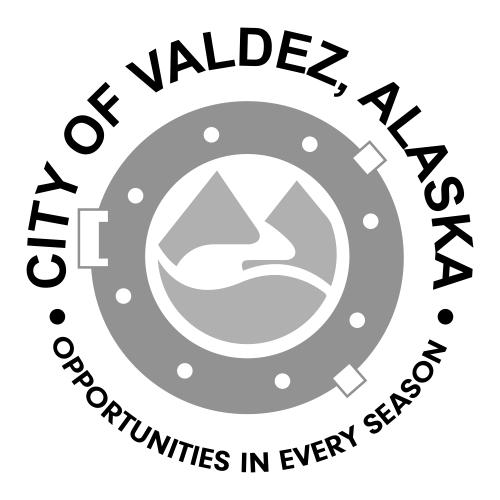 CITY OF VALDEZ, ALASKA
• OPPORTUNITIES IN EVERY SEASON •